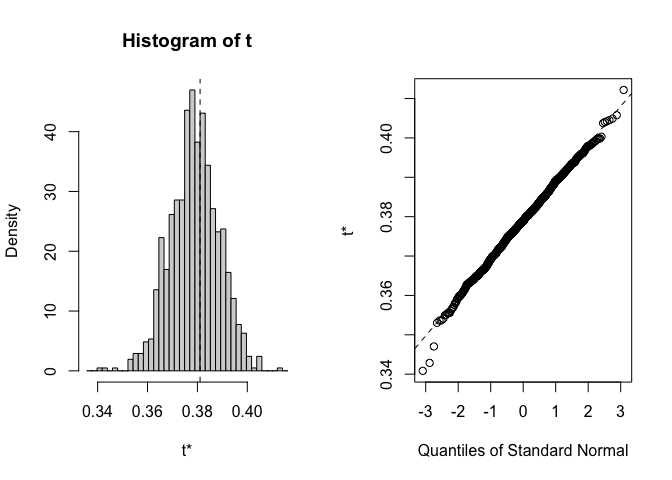 Histogram of t
Density
0 10 20 30 40
0.34 0.36 0.38 0.40
t*
t*
0.34 0.36 0.38 0.40
-3 -2 -1 0 1 2 3
Quantiles of Standard Normal